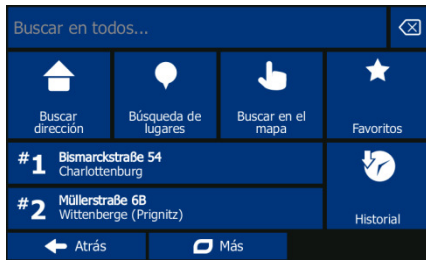 Buscar en todos...
Buscar
dirección
Búsqueda de
lugares
Buscar en el
mapa
Favoritos
#1 Bismarckstraße 54
Charlottenburg
#2 Müllerstraße 6B
Wittenberge (Prignitz)
Historial
Atrás
Más